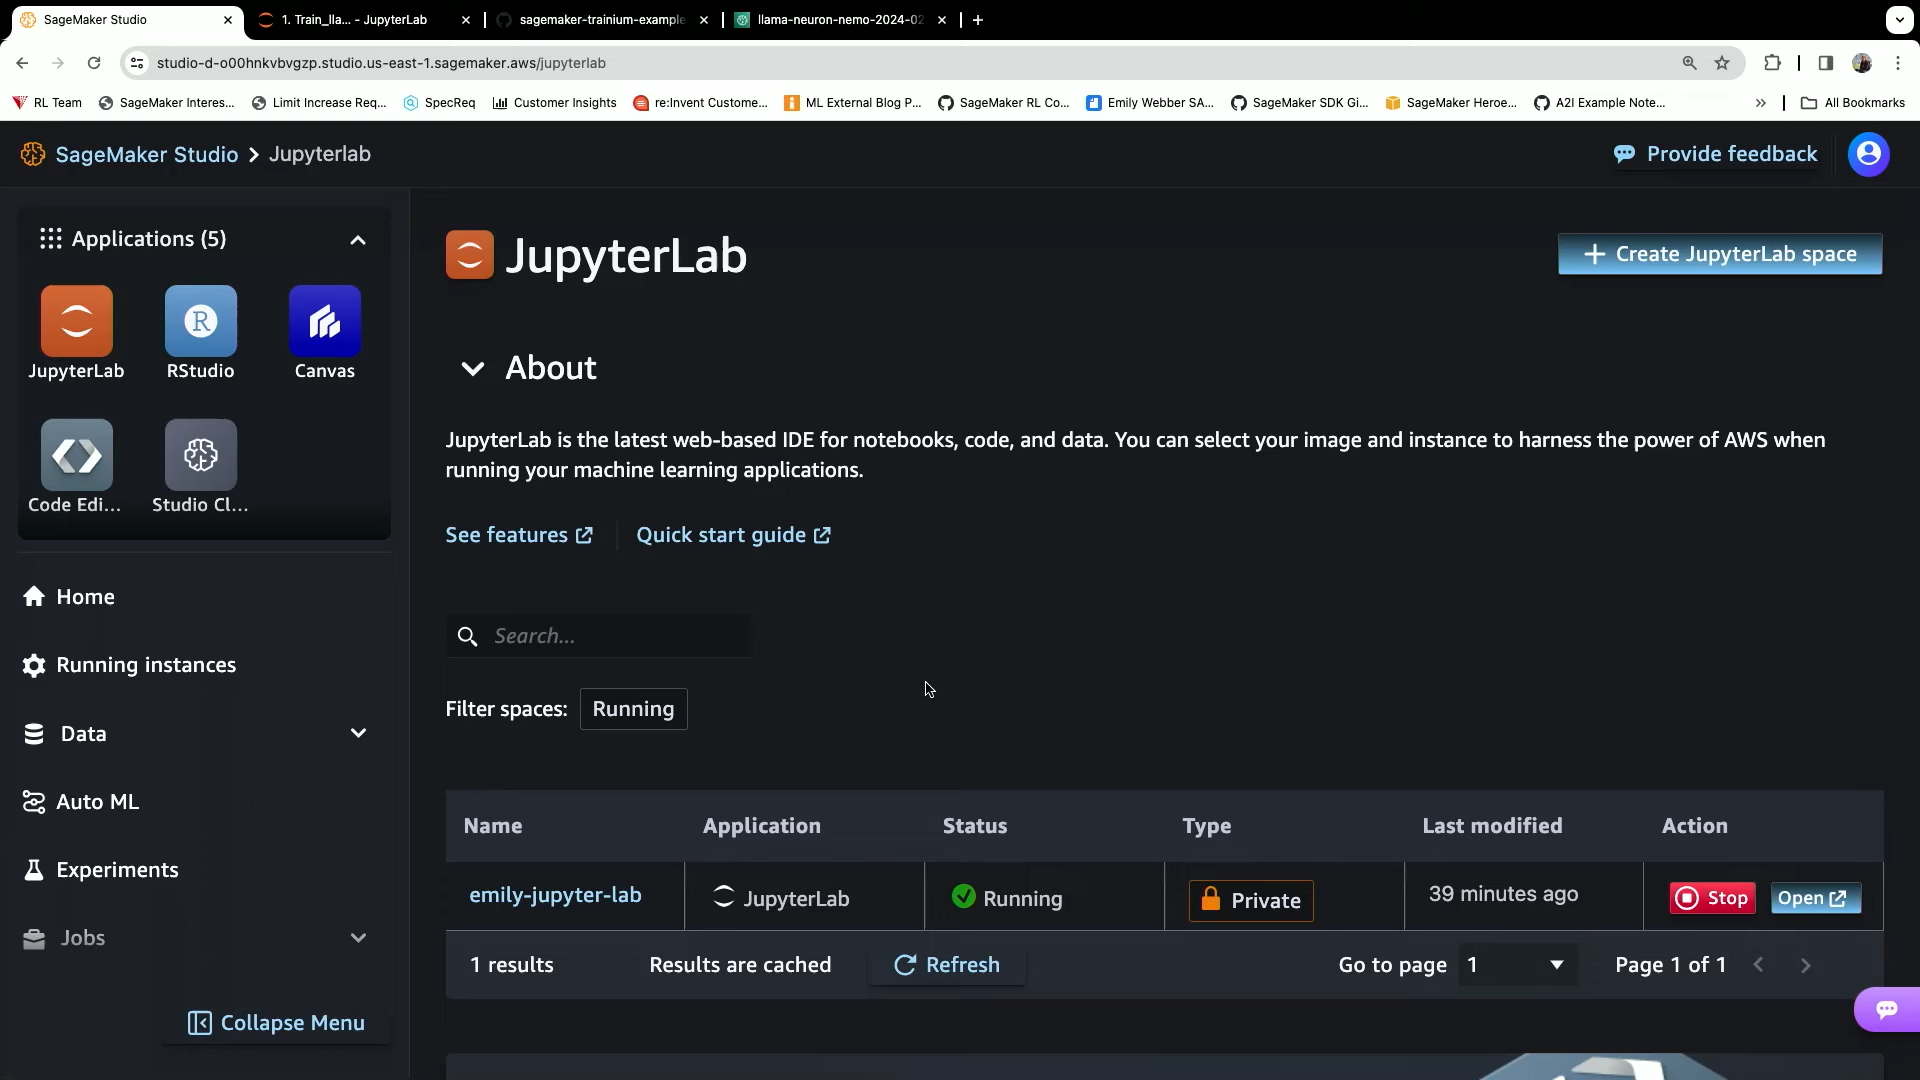 SageMaker Studio
1. Train_lla... - JupyterLab
sagemaker-trainium-example
llama-neuron-nemo-2024-02
studio-d-o00hnkvbvgzp.studio.us-east-1.sagemaker.aws/jupyterlab
RL Team
SageMaker Interes...
Limit Increase Req...
SpecReq
Customer Insights
re:Invent Custome...
ML External Blog P...
SageMaker RL Co...
Emily Webber SA...
SageMaker SDK Gi...
SageMaker Heroe...
A2I Example Note...
All Bookmarks
SageMaker Studio > Jupyterlab
Provide feedback
Applications (5)
JupyterLab
RStudio
Canvas
Code Edi...
Studio Cl...
Home
Running instances
Data
Auto ML
Experiments
Jobs
Collapse Menu
JupyterLab
+ Create JupyterLab space
About
JupyterLab is the latest web-based IDE for notebooks, code, and data. You can select your image and instance to harness the power of AWS when
running your machine learning applications.
See features
Quick start guide
Search...
Filter spaces: Running
Name Application Status Type Last modified Action
emily-jupyter-lab JupyterLab Running Private 39 minutes ago Stop Open
1 results Results are cached Refresh Go to page 1 Page 1 of 1